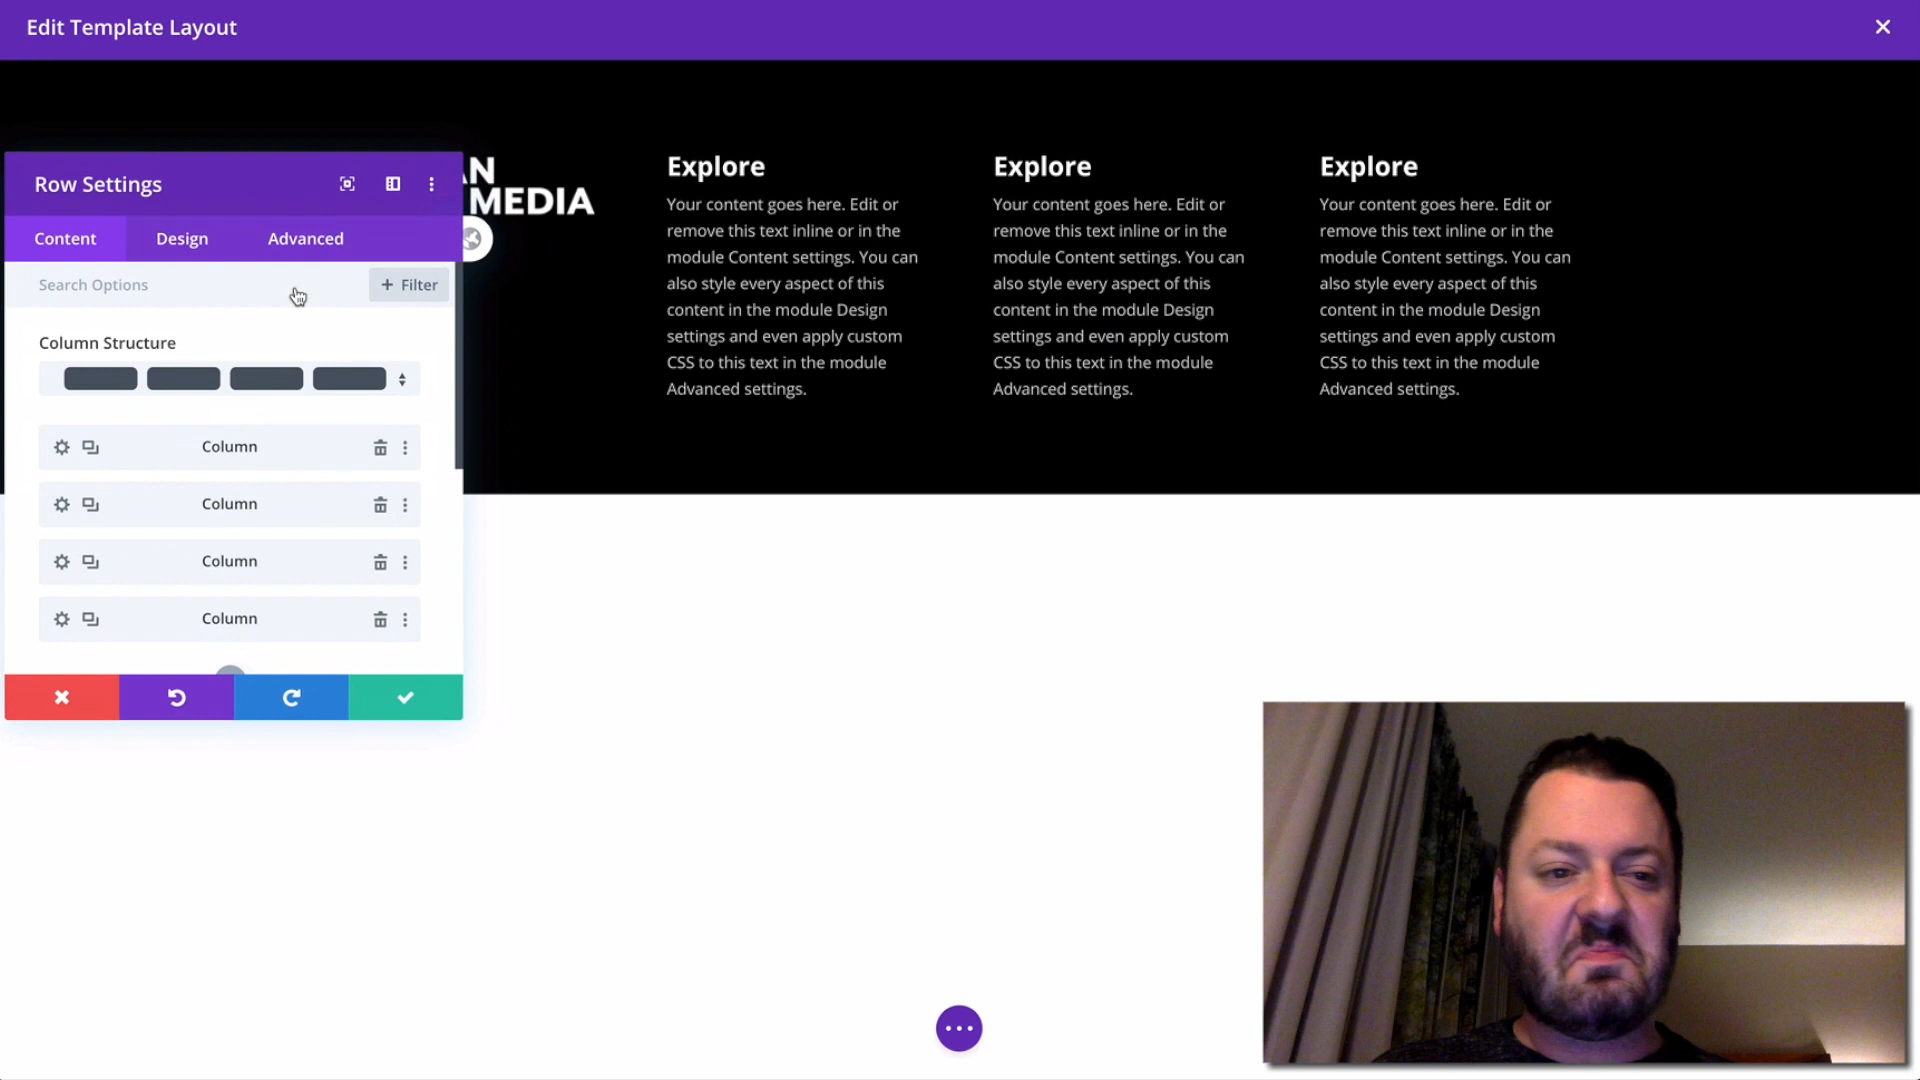 Edit Template Layout
Row Settings
Content
Design
Advanced
Search Options
+ Filter
Column Structure
Column
Column
Column
Column
MEDIA
Explore
Your content goes here. Edit or
remove this text inline or in the
module Content settings. You can
also style every aspect of this
content in the module Design
settings and even apply custom
CSS to this text in the module
Advanced settings.
Explore
Your content goes here. Edit or
remove this text inline or in the
module Content settings. You can
also style every aspect of this
content in the module Design
settings and even apply custom
CSS to this text in the module
Advanced settings.
Explore
Your content goes here. Edit or
remove this text inline or in the
module Content settings. You can
also style every aspect of this
content in the module Design
settings and even apply custom
CSS to this text in the module
Advanced settings.